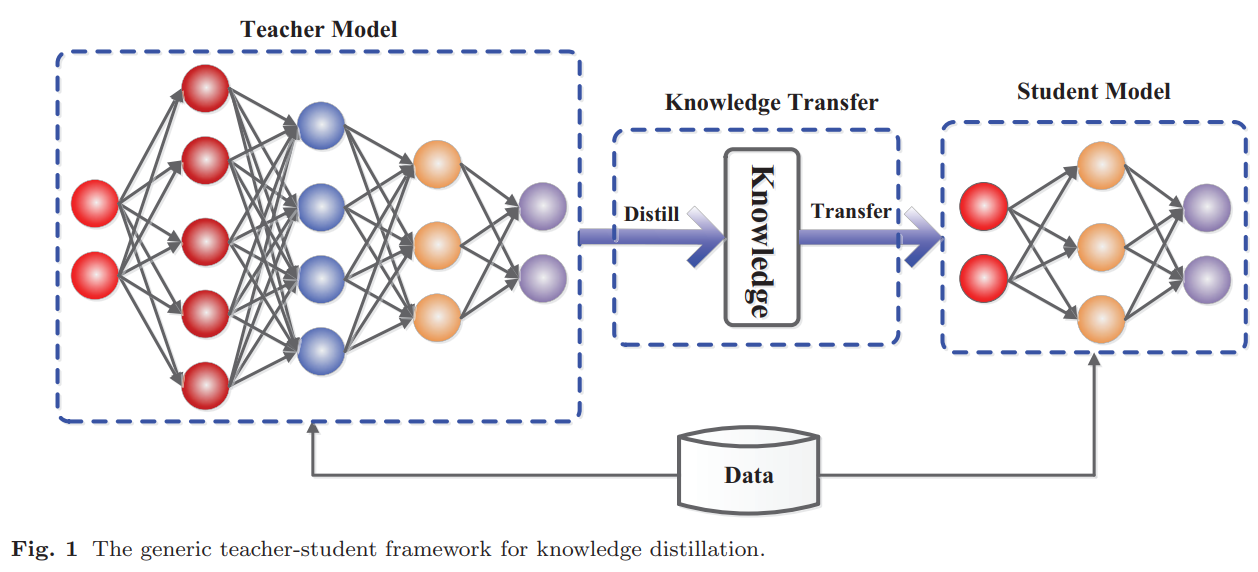 Teacher Model
Knowledge Transfer
Student Model
Distill
Knowledge
Transfer
Data
Fig. 1 The generic teacher-student framework for knowledge distillation.